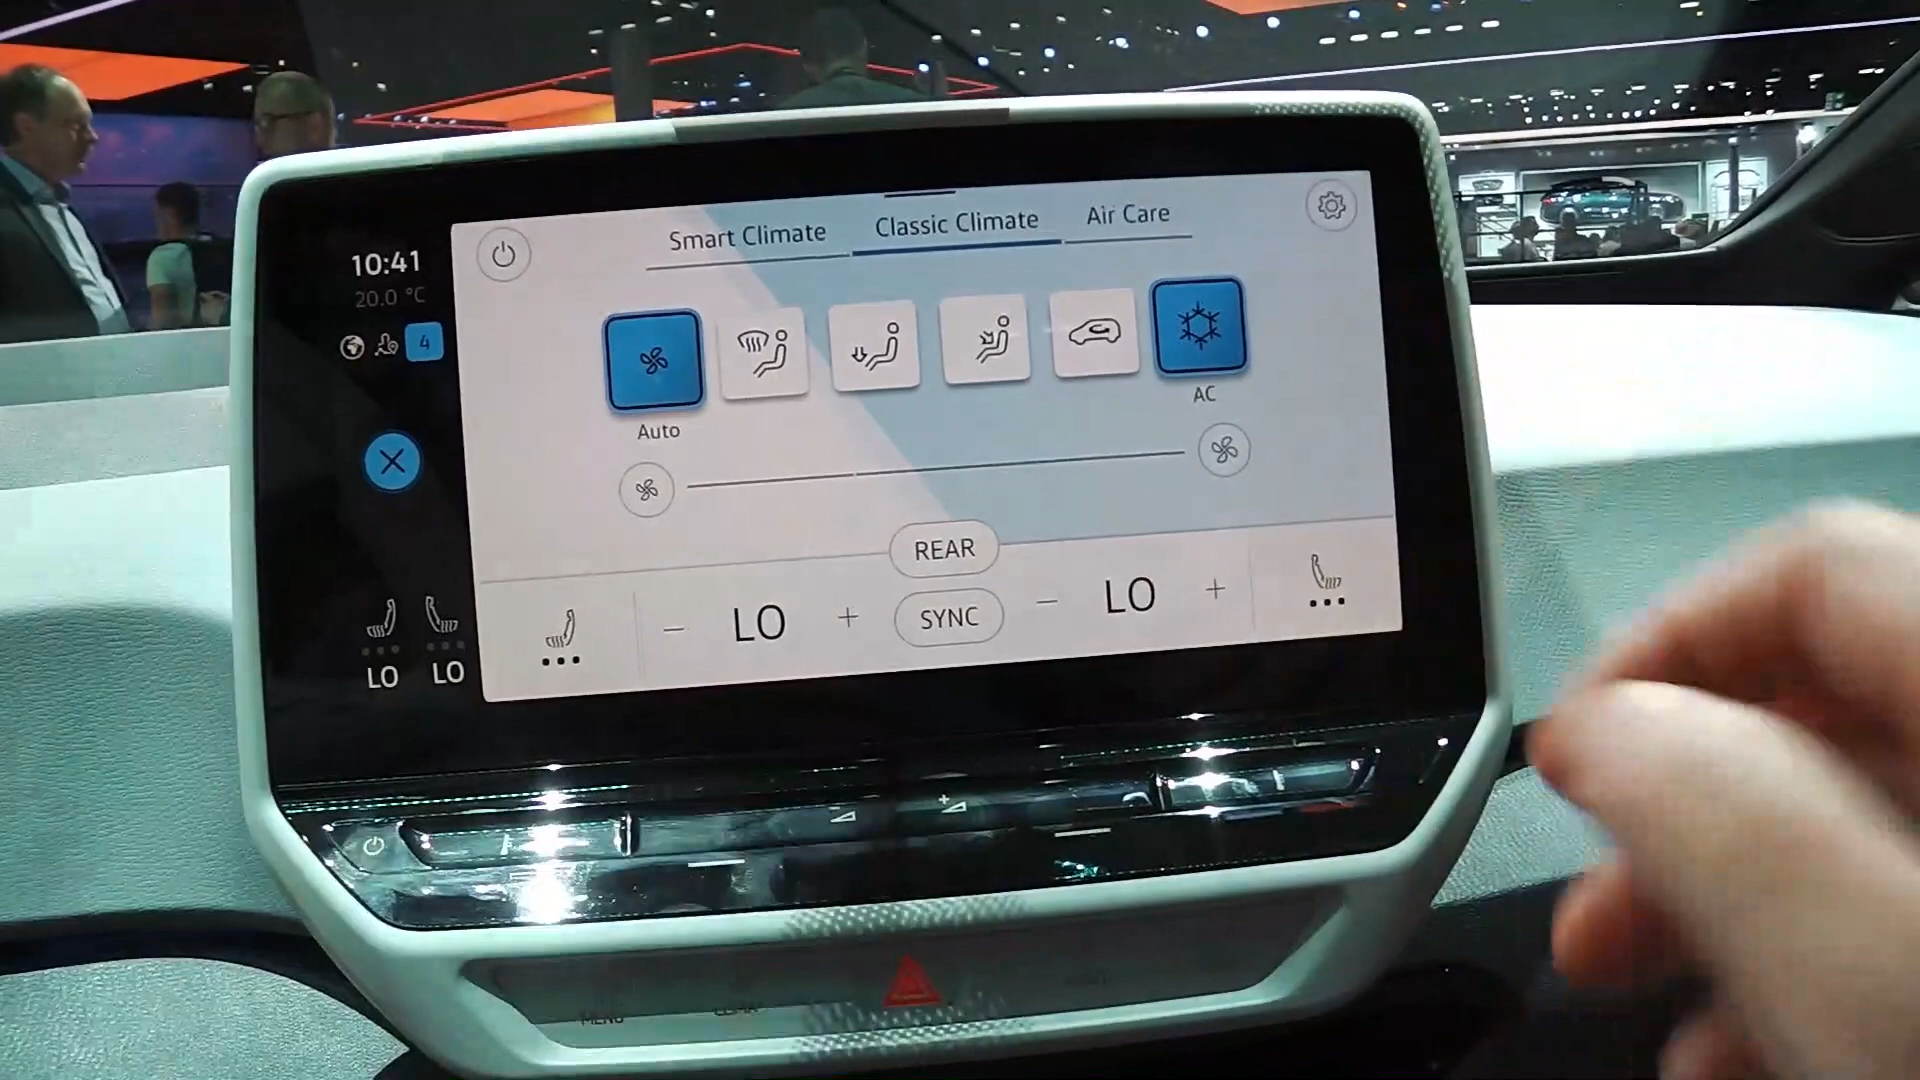 Smart Climate Classic Climate Air Care
10:41
20.0 °C
4
Auto
AC
REAR
– LO + SYNC – LO +
LO LO
MENU